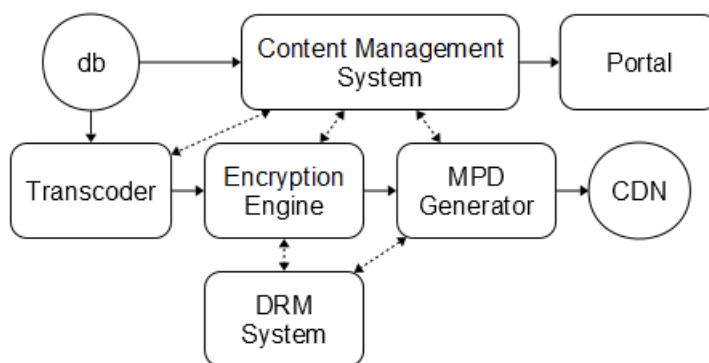 db
Content Management
System
Portal
Transcoder
Encryption
Engine
MPD
Generator
CDN
DRM
System